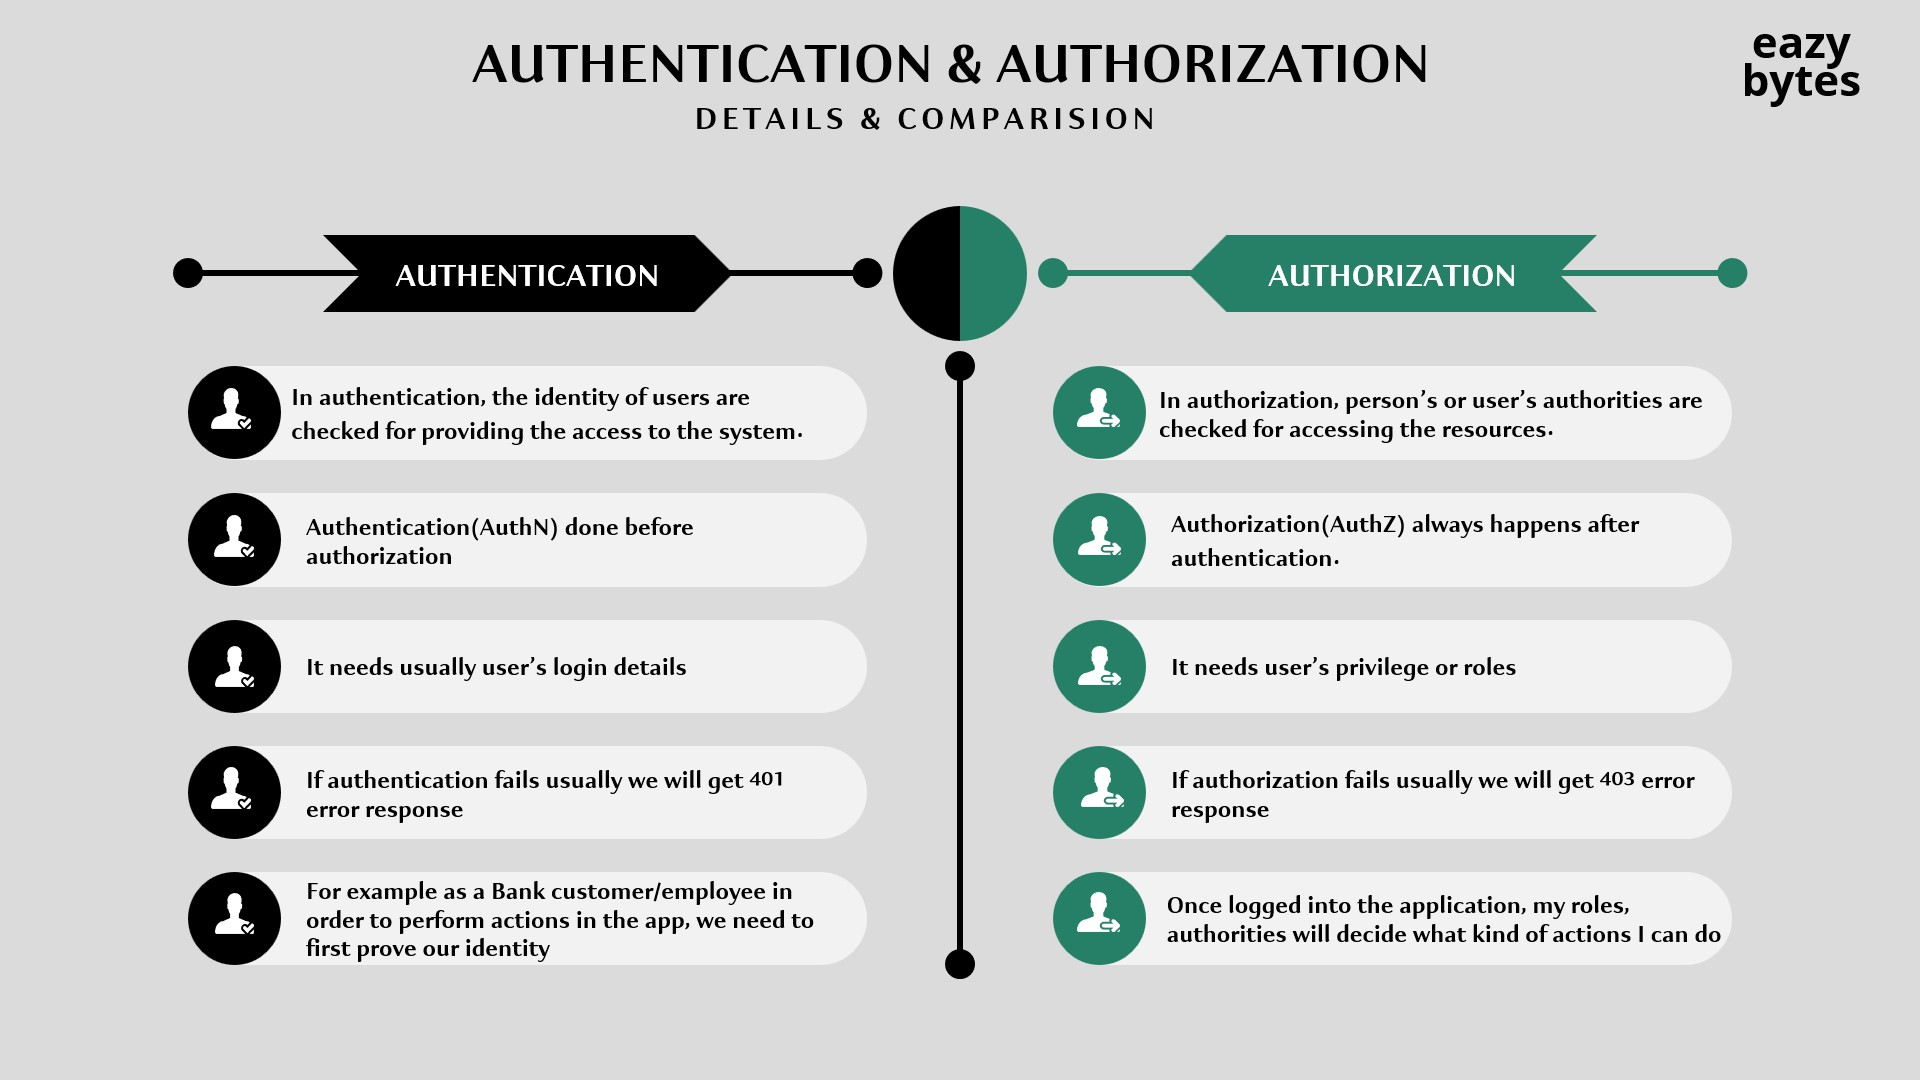 AUTHENTICATION & AUTHORIZATION
DETAILS & COMPARISION
eazy
bytes
AUTHENTICATION
In authentication, the identity of users are
checked for providing the access to the system.
Authentication(AuthN) done before
authorization
It needs usually user’s login details
If authentication fails usually we will get 401
error response
For example as a Bank customer/employee in
order to perform actions in the app, we need to
first prove our identity
AUTHORIZATION
In authorization, person’s or user’s authorities are
checked for accessing the resources.
Authorization(AuthZ) always happens after
authentication.
It needs user’s privilege or roles
If authorization fails usually we will get 403 error
response
Once logged into the application, my roles,
authorities will decide what kind of actions I can do